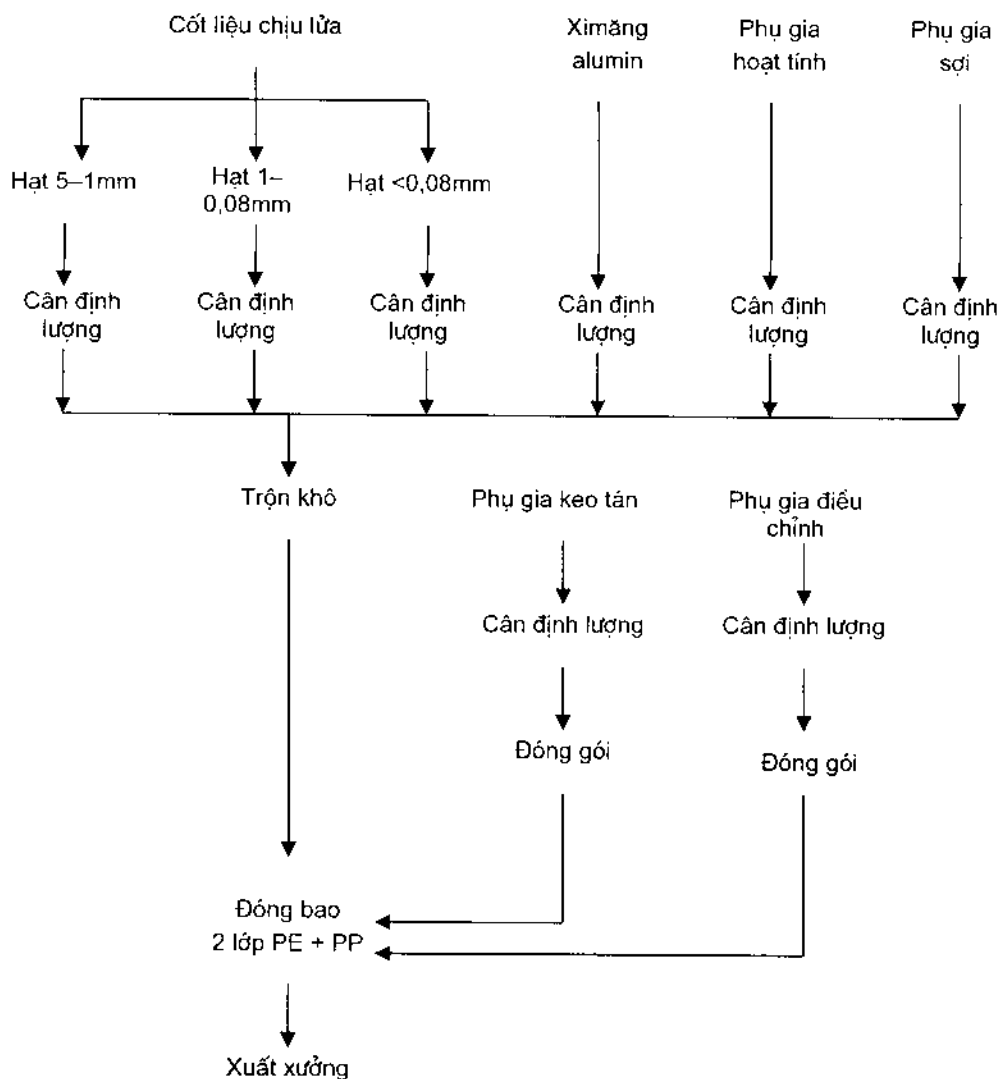 Cốt liệu chịu lửa
Ximăng
alumin
Phụ gia
hoạt tính
Phụ gia
sợi
Hạt 5–1mm
Hạt 1–
0,08mm
Hạt <0,08mm
Cân định
lượng
Cân định
lượng
Cân định
lượng
Cân định
lượng
Cân định
lượng
Cân định
lượng
Trộn khô
Phụ gia keo tán
Phụ gia điều
chỉnh
Cân định lượng
Cân định lượng
Đóng gói
Đóng gói
Đóng bao
2 lớp PE + PP
Xuất xưởng